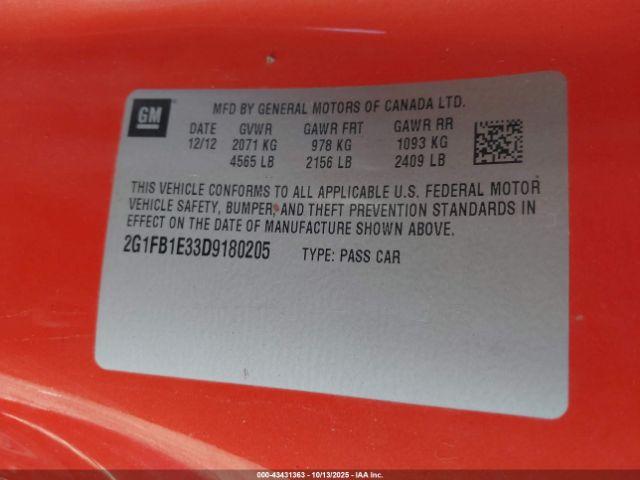 GM
MFD BY GENERAL MOTORS OF CANADA LTD.
DATE GVWR GAWR FRT GAWR RR
12/12 2071 KG 978 KG 1093 KG
4565 LB 2156 LB 2409 LB
THIS VEHICLE CONFORMS TO ALL APPLICABLE U.S. FEDERAL MOTOR
VEHICLE SAFETY, BUMPER, AND THEFT PREVENTION STANDARDS IN
EFFECT ON THE DATE OF MANUFACTURE SHOWN ABOVE.
2G1FB1E33D9180205 TYPE: PASS CAR
© 00-43431363 | 10/13/2025 - IAA Inc.